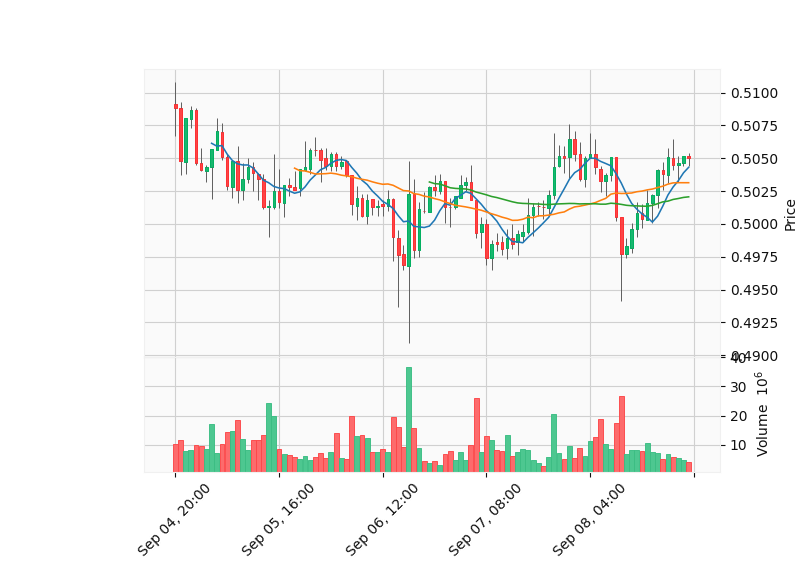 0.5100
0.5075
0.5050
0.5025
0.5000
0.4975
0.4950
0.4925
0.4900
Price
40
30
20
10
Volume 10^6
Sep 04, 20:00
Sep 05, 16:00
Sep 06, 12:00
Sep 07, 08:00
Sep 08, 04:00